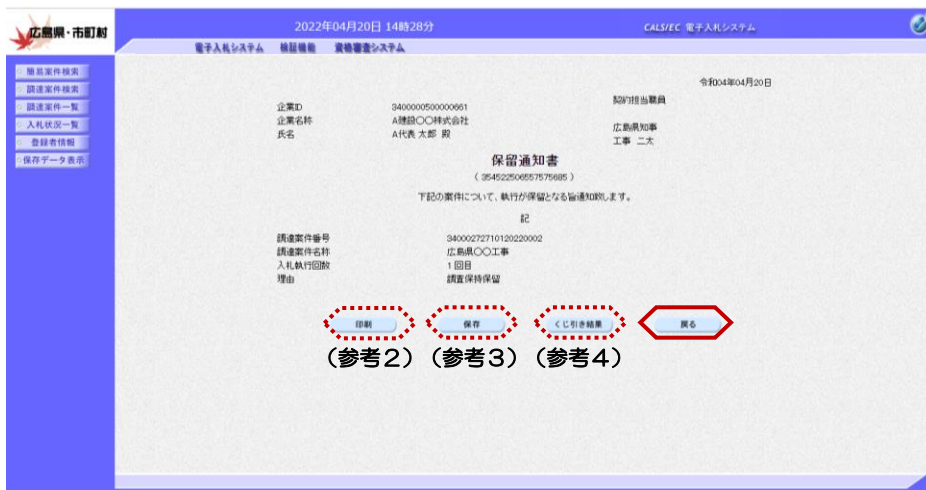 広島県・市町村
2022年04月20日 14時28分
CALS/EC 電子入札システム
電子入札システム 検証機能 資格審査システム
簡易案件検索
調達案件検索
調達案件一覧
入札状況一覧
登録者情報
保存データ表示
令和04年04月20日
契約担当職員
広島県知事
工事 二太
企業ID 3400000500000661
企業名称 A建設〇〇株式会社
氏名 A代表 太郎 殿
保留通知書
( 354522506557575685 )
下記の案件について、執行が保留となる旨通知致します。
記
調達案件番号 34000272710120220002
調達案件名称 広島県〇〇工事
入札執行回数 1 回目
理由 調査保持保留
印刷 保存 くじ引き結果 戻る
(参考2) (参考3) (参考4)